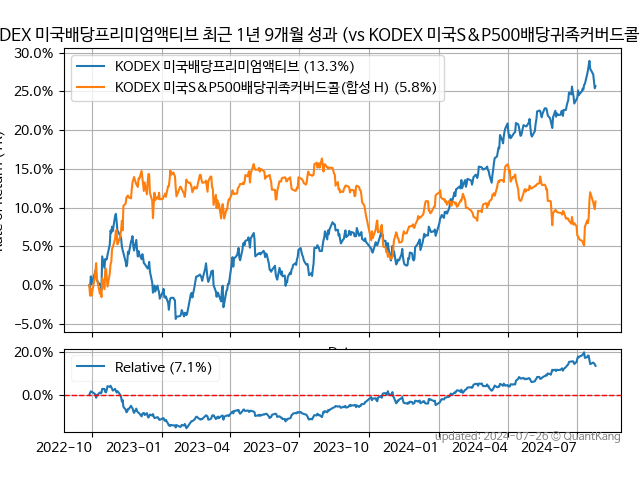 DEX 미국배당프리미엄액티브 최근 1년 9개월 성과 (vs KODEX 미국S&P500배당귀족커버드콜
KODEX 미국배당프리미엄액티브 (13.3%)
KODEX 미국S&P500배당귀족커버드콜(합성 H) (5.8%)
30.0%
25.0%
20.0%
15.0%
10.0%
5.0%
0.0%
−5.0%
Relative (7.1%)
20.0%
0.0%
2022-10 2023-01 2023-04 2023-07 2023-10 2024-01 2024-04 2024-07
Updated: 2024-07-26 © QuantKang